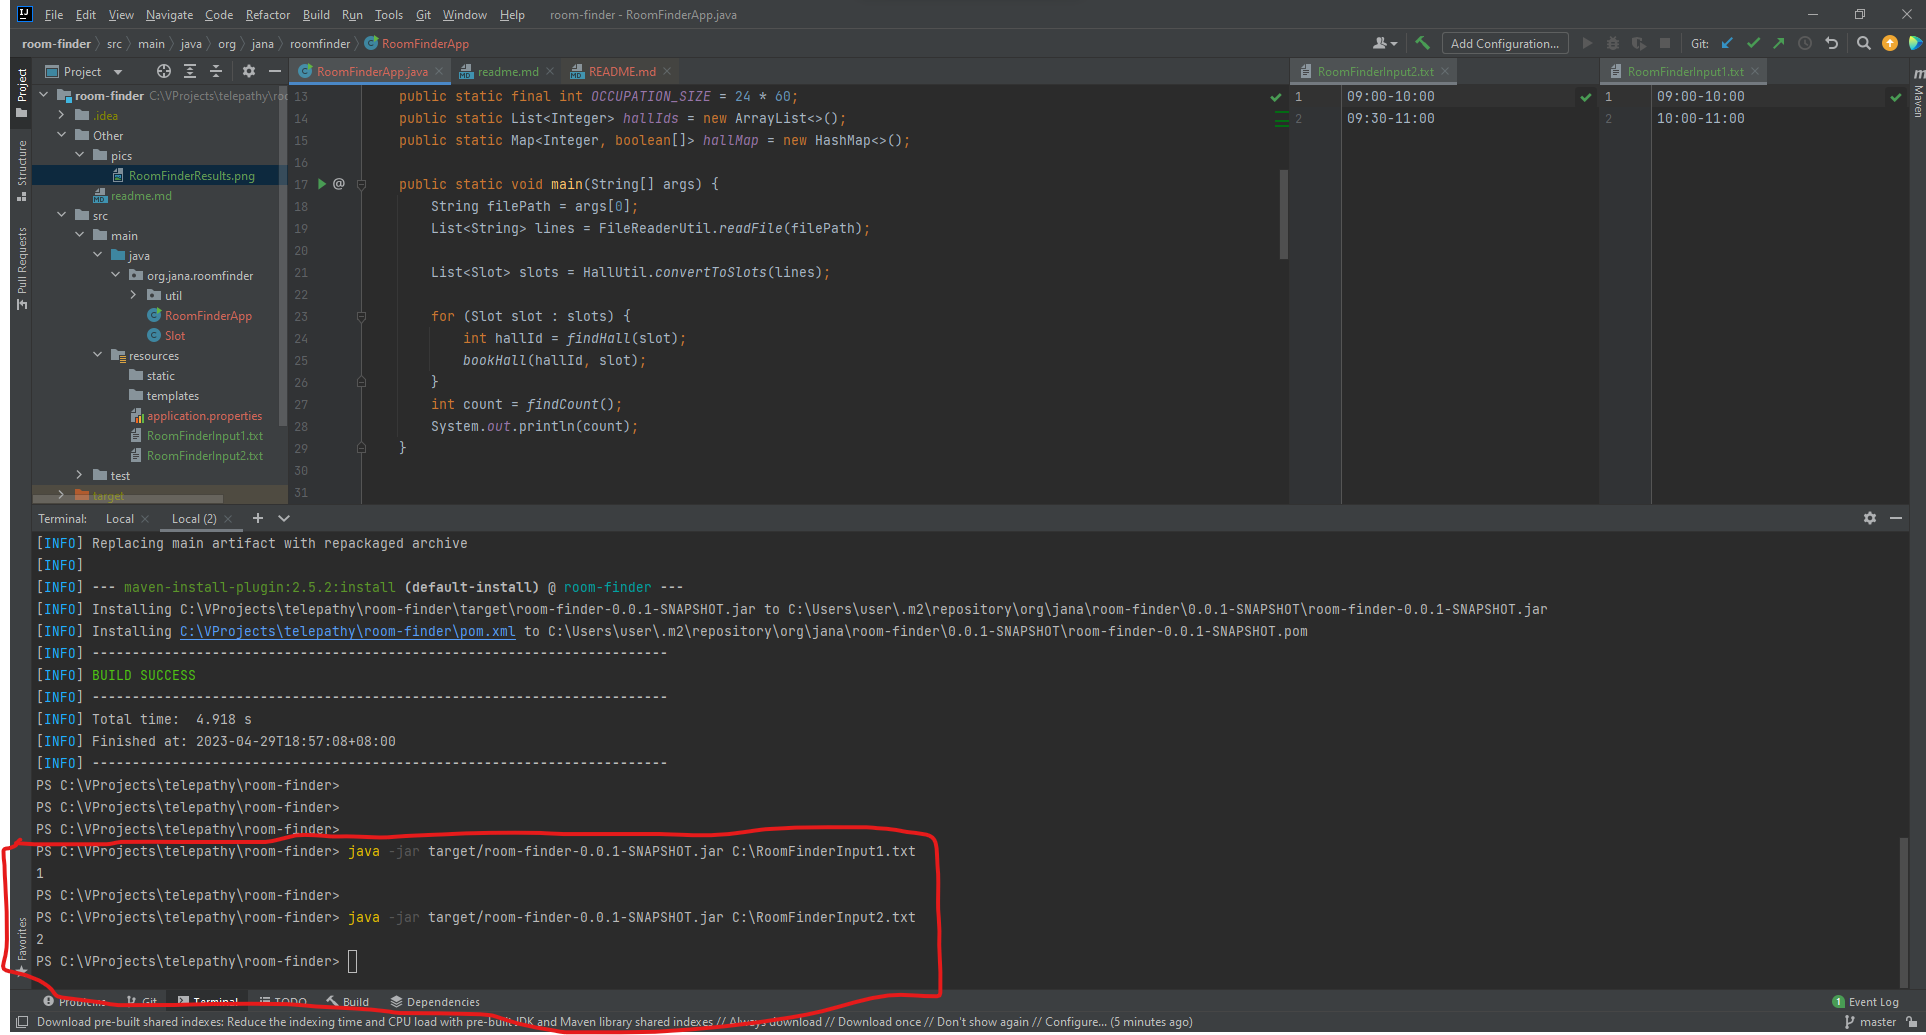 File Edit View Navigate Code Refactor Build Run Tools Git Window Help room-finder - RoomFinderApp.java
room-finder src main java org jana roomfinder RoomFinderApp Add Configuration... Git:
Project RoomFinderApp.java readme.md README.md RoomFinderInput2.txt RoomFinderInput1.txt
Project
Structure
Pull Requests
Favorites
Maven
room-finder C:\VProjects\telepathy\roo
.idea
Other
pics
RoomFinderResults.png
readme.md
src
main
java
org.jana.roomfinder
util
RoomFinderApp
Slot
resources
static
templates
application.properties
RoomFinderInput1.txt
RoomFinderInput2.txt
test
target
13 public static final int OCCUPATION_SIZE = 24 * 60;
14 public static List<Integer> hallIds = new ArrayList<>();
15 public static Map<Integer, boolean[]> hallMap = new HashMap<>();
16
17 @ public static void main(String[] args) {
18 String filePath = args[0];
19 List<String> lines = FileReaderUtil.readFile(filePath);
20
21 List<Slot> slots = HallUtil.convertToSlots(lines);
22
23 for (Slot slot : slots) {
24 int hallId = findHall(slot);
25 bookHall(hallId, slot);
26 }
27 int count = findCount();
28 System.out.println(count);
29 }
30
31
1 09:00-10:00
2 09:30-11:00
1 09:00-10:00
2 10:00-11:00
Terminal: Local Local (2)
[INFO] Replacing main artifact with repackaged archive
[INFO]
[INFO] --- maven-install-plugin:2.5.2:install (default-install) @ room-finder ---
[INFO] Installing C:\VProjects\telepathy\room-finder\target\room-finder-0.0.1-SNAPSHOT.jar to C:\Users\user\.m2\repository\org\jana\room-finder\0.0.1-SNAPSHOT\room-finder-0.0.1-SNAPSHOT.jar
[INFO] Installing C:\VProjects\telepathy\room-finder\pom.xml to C:\Users\user\.m2\repository\org\jana\room-finder\0.0.1-SNAPSHOT\room-finder-0.0.1-SNAPSHOT.pom
[INFO] ------------------------------------------------------------------------
[INFO] BUILD SUCCESS
[INFO] ------------------------------------------------------------------------
[INFO] Total time:  4.918 s
[INFO] Finished at: 2023-04-29T18:57:08+08:00
[INFO] ------------------------------------------------------------------------
PS C:\VProjects\telepathy\room-finder>
PS C:\VProjects\telepathy\room-finder>
PS C:\VProjects\telepathy\room-finder>
PS C:\VProjects\telepathy\room-finder> java -jar target/room-finder-0.0.1-SNAPSHOT.jar C:\RoomFinderInput1.txt
1
PS C:\VProjects\telepathy\room-finder>
PS C:\VProjects\telepathy\room-finder> java -jar target/room-finder-0.0.1-SNAPSHOT.jar C:\RoomFinderInput2.txt
2
PS C:\VProjects\telepathy\room-finder>
Problems Git Terminal TODO Build Dependencies 1 Event Log
Download pre-built shared indexes: Reduce the indexing time and CPU load with pre-built JDK and Maven library shared indexes // Always download // Download once // Don't show again // Configure... (5 minutes ago) master